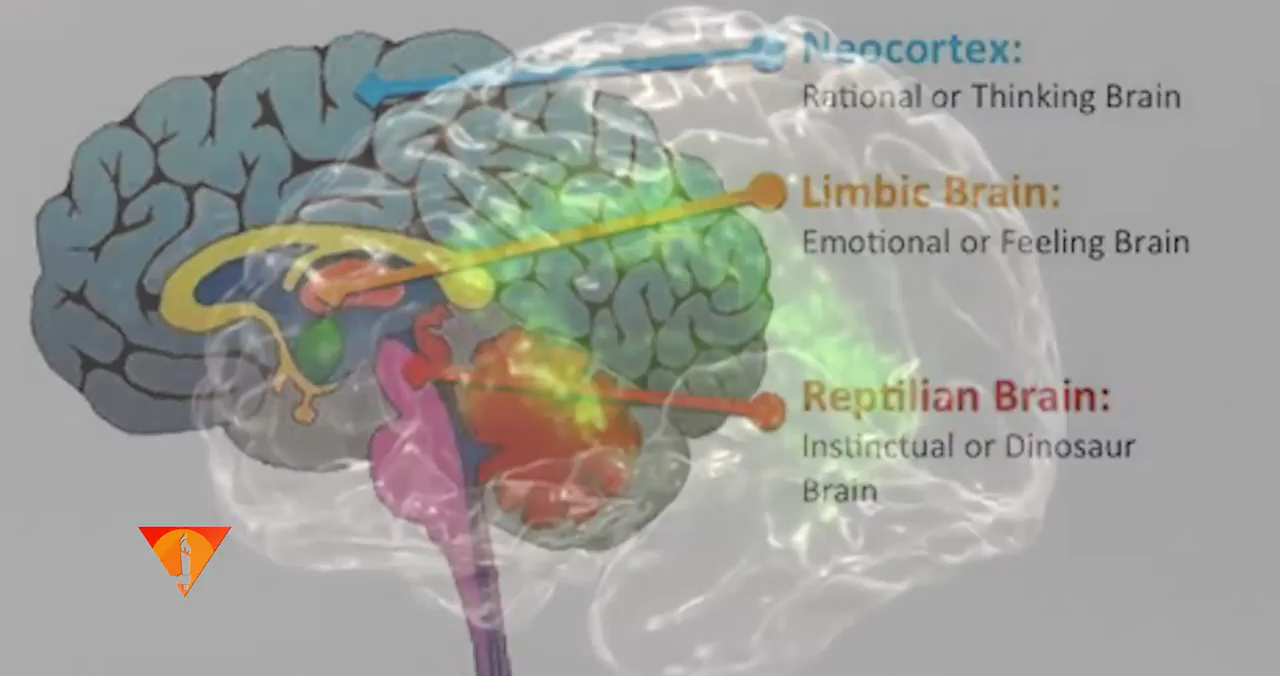 Neocortex:
Rational or Thinking Brain
Limbic Brain:
Emotional or Feeling Brain
Reptilian Brain:
Instinctual or Dinosaur
Brain